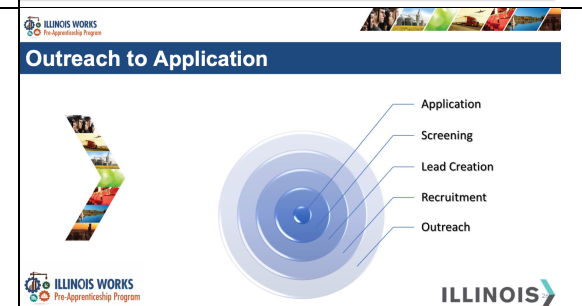 ILLINOIS WORKS
Pre-Apprenticeship Program
Outreach to Application
Application
Screening
Lead Creation
Recruitment
Outreach
ILLINOIS WORKS
Pre-Apprenticeship Program
ILLINOIS